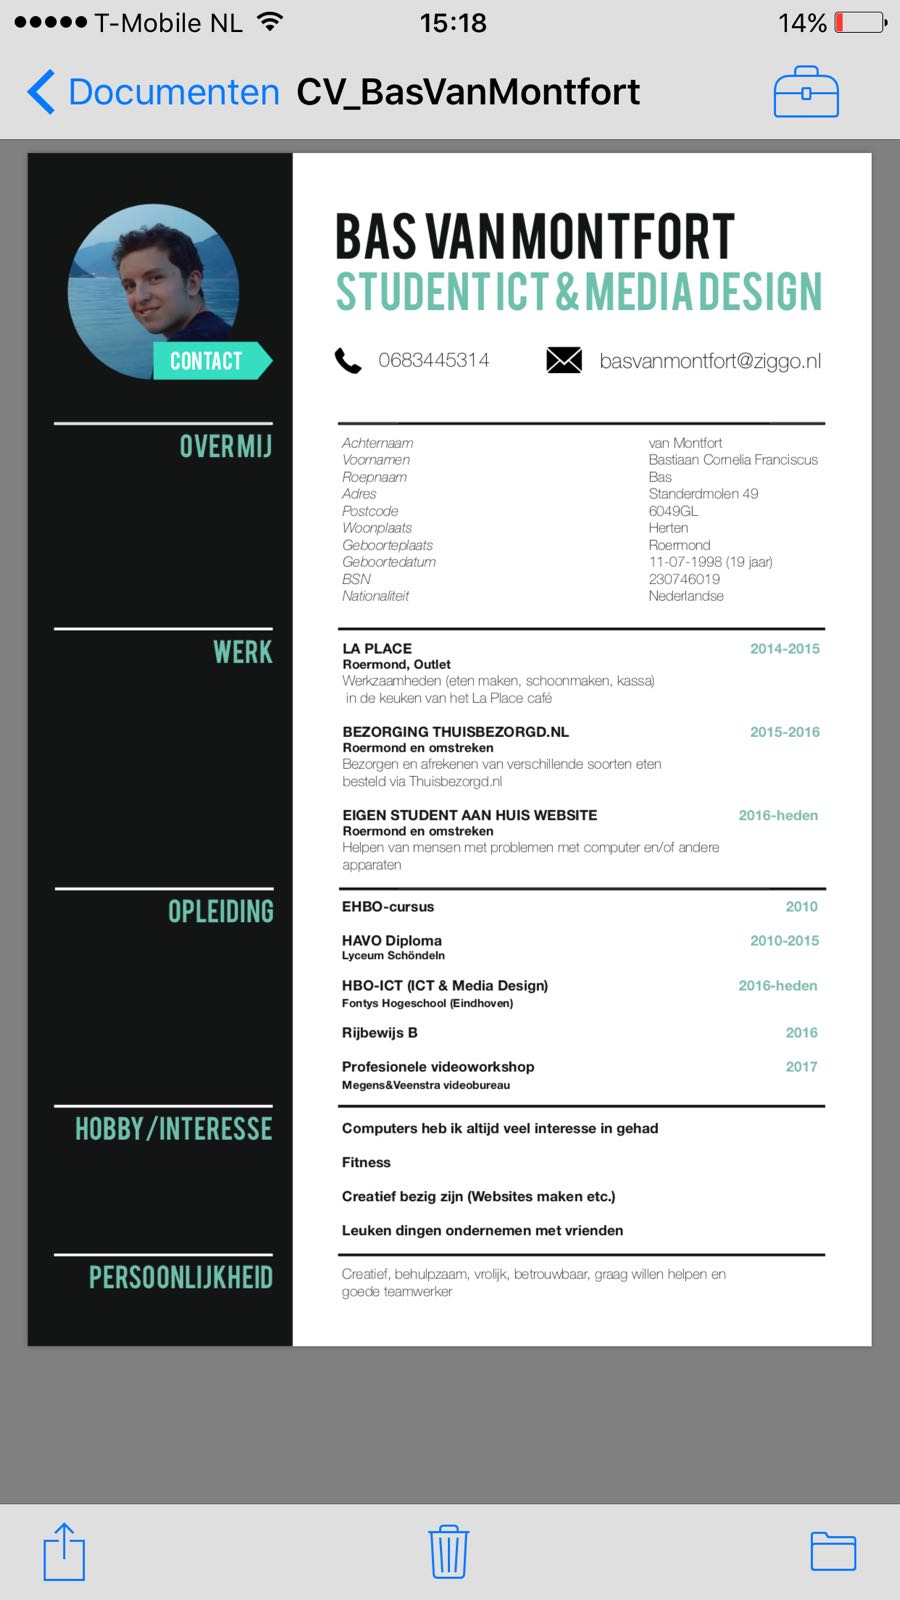 T-Mobile NL 15:18 14%
Documenten CV_BasVanMontfort
BAS VAN MONTFORT
STUDENT ICT & MEDIA DESIGN
CONTACT
0683445314 basvanmontfort@ziggo.nl
OVER MIJ
Achternaam van Montfort
Voornamen Bastiaan Cornelia Franciscus
Roepnaam Bas
Adres Standerdmolen 49
Postcode 6049GL
Woonplaats Herten
Geboorteplaats Roermond
Geboortedatum 11-07-1998 (19 jaar)
BSN 230746019
Nationaliteit Nederlandse
WERK
LA PLACE 2014-2015
Roermond, Outlet
Werkzaamheden (eten maken, schoonmaken, kassa)
in de keuken van het La Place café
BEZORGING THUISBEZORGD.NL 2015-2016
Roermond en omstreken
Bezorgen en afrekenen van verschillende soorten eten
besteld via Thuisbezorgd.nl
EIGEN STUDENT AAN HUIS WEBSITE 2016-heden
Roermond en omstreken
Helpen van mensen met problemen met computer en/of andere
apparaten
OPLEIDING
EHBO-cursus 2010
HAVO Diploma 2010-2015
Lyceum Schöndeln
HBO-ICT (ICT & Media Design) 2016-heden
Fontys Hogeschool (Eindhoven)
Rijbewijs B 2016
Profesionele videoworkshop 2017
Megens&Veenstra videobureau
HOBBY/INTERESSE
Computers heb ik altijd veel interesse in gehad
Fitness
Creatief bezig zijn (Websites maken etc.)
Leuken dingen ondernemen met vrienden
PERSOONLIJKHEID
Creatief, behulpzaam, vrolijk, betrouwbaar, graag willen helpen en
goede teamwerker